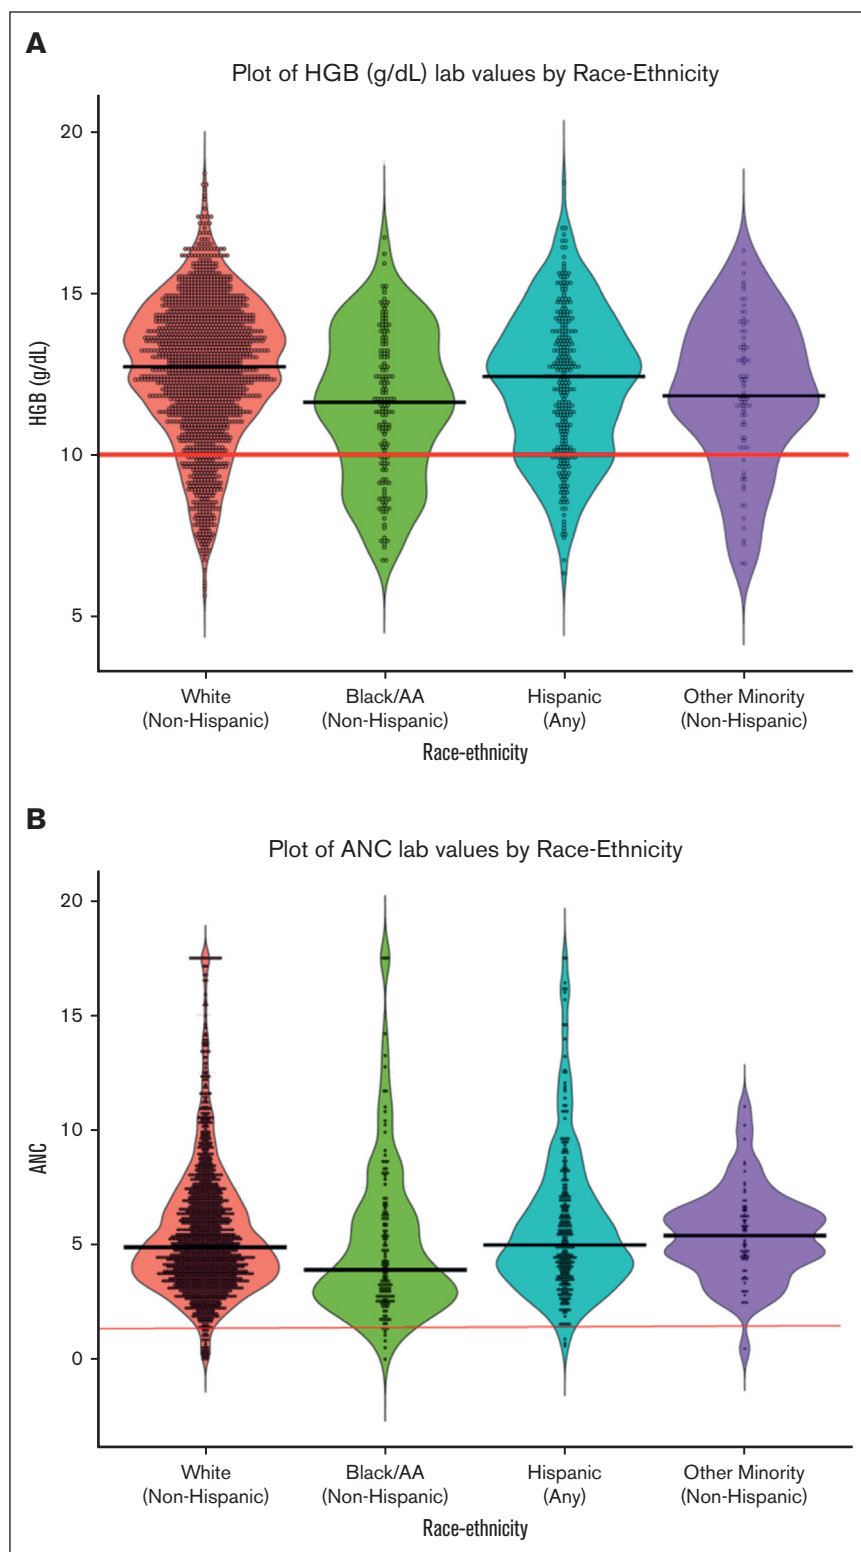 A
Plot of HGB (g/dL) lab values by Race-Ethnicity
20
15
10
5
HGB (g/dL)
White
(Non-Hispanic)
Black/AA
(Non-Hispanic)
Hispanic
(Any)
Other Minority
(Non-Hispanic)
Race-ethnicity
B
Plot of ANC lab values by Race-Ethnicity
20
15
10
5
0
ANC
White
(Non-Hispanic)
Black/AA
(Non-Hispanic)
Hispanic
(Any)
Other Minority
(Non-Hispanic)
Race-ethnicity